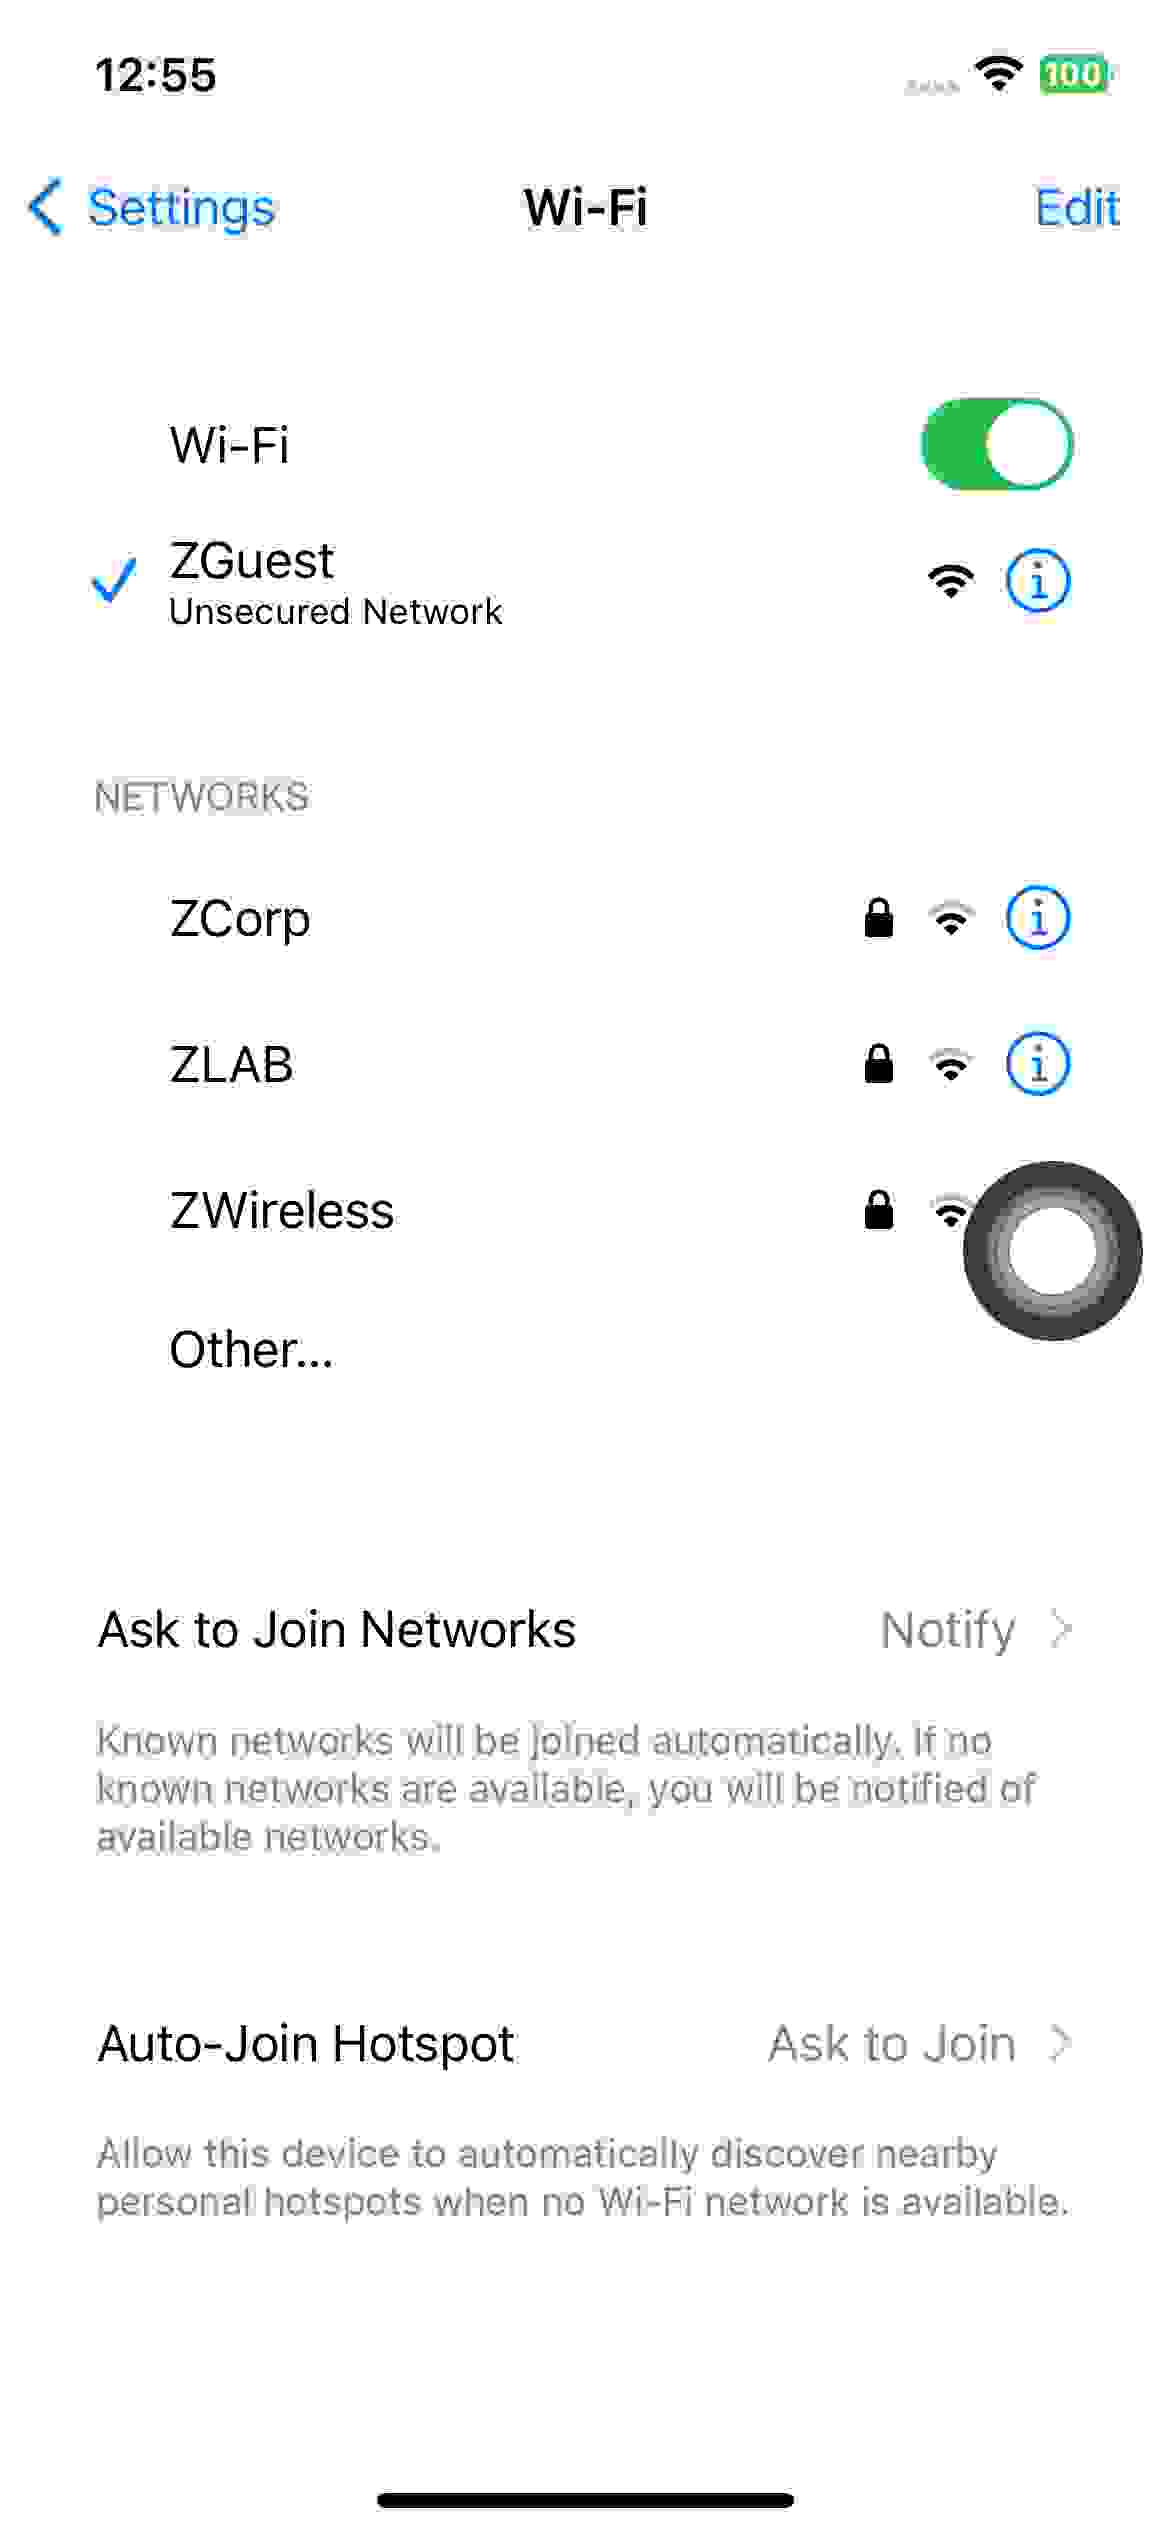 12:55
100
Settings
Wi-Fi
Edit
Wi-Fi
ZGuest
Unsecured Network
NETWORKS
ZCorp
ZLAB
ZWireless
Other...
Ask to Join Networks
Notify
Known networks will be joined automatically. If no
known networks are available, you will be notified of
available networks.
Auto-Join Hotspot
Ask to Join
Allow this device to automatically discover nearby
personal hotspots when no Wi-Fi network is available.